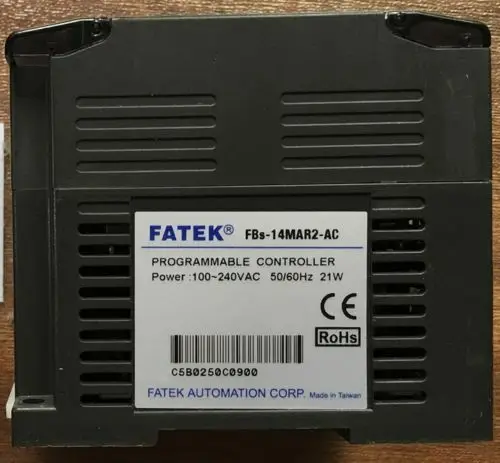 FATEK® FBs-14MAR2-AC
PROGRAMMABLE CONTROLLER
Power :100~240VAC 50/60Hz 21W
CE
RoHs
C5B0250C0900
FATEK AUTOMATION CORP. Made in Taiwan